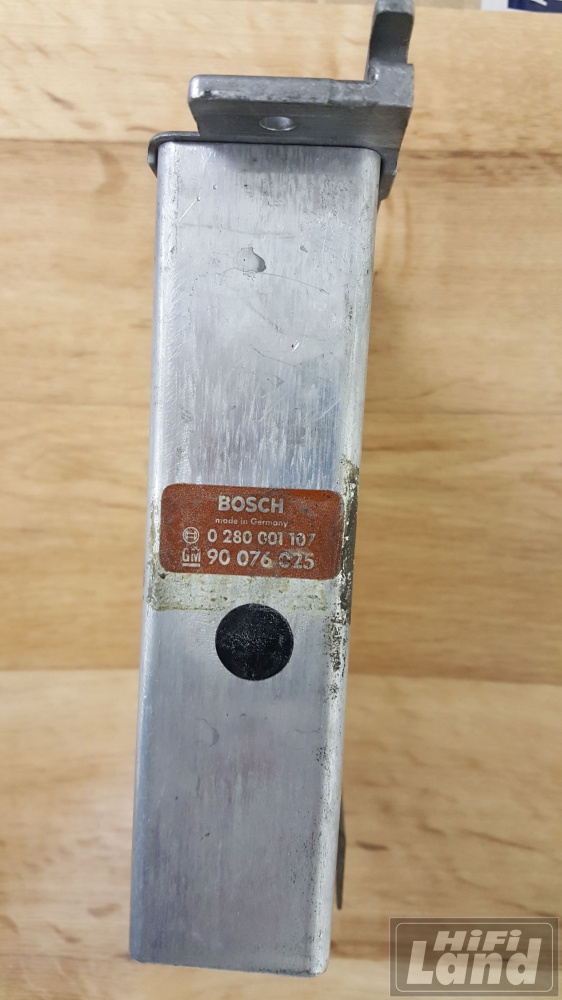 BOSCH
made in Germany
0 280 001 107
GM 90 076 025
HiFi
Land